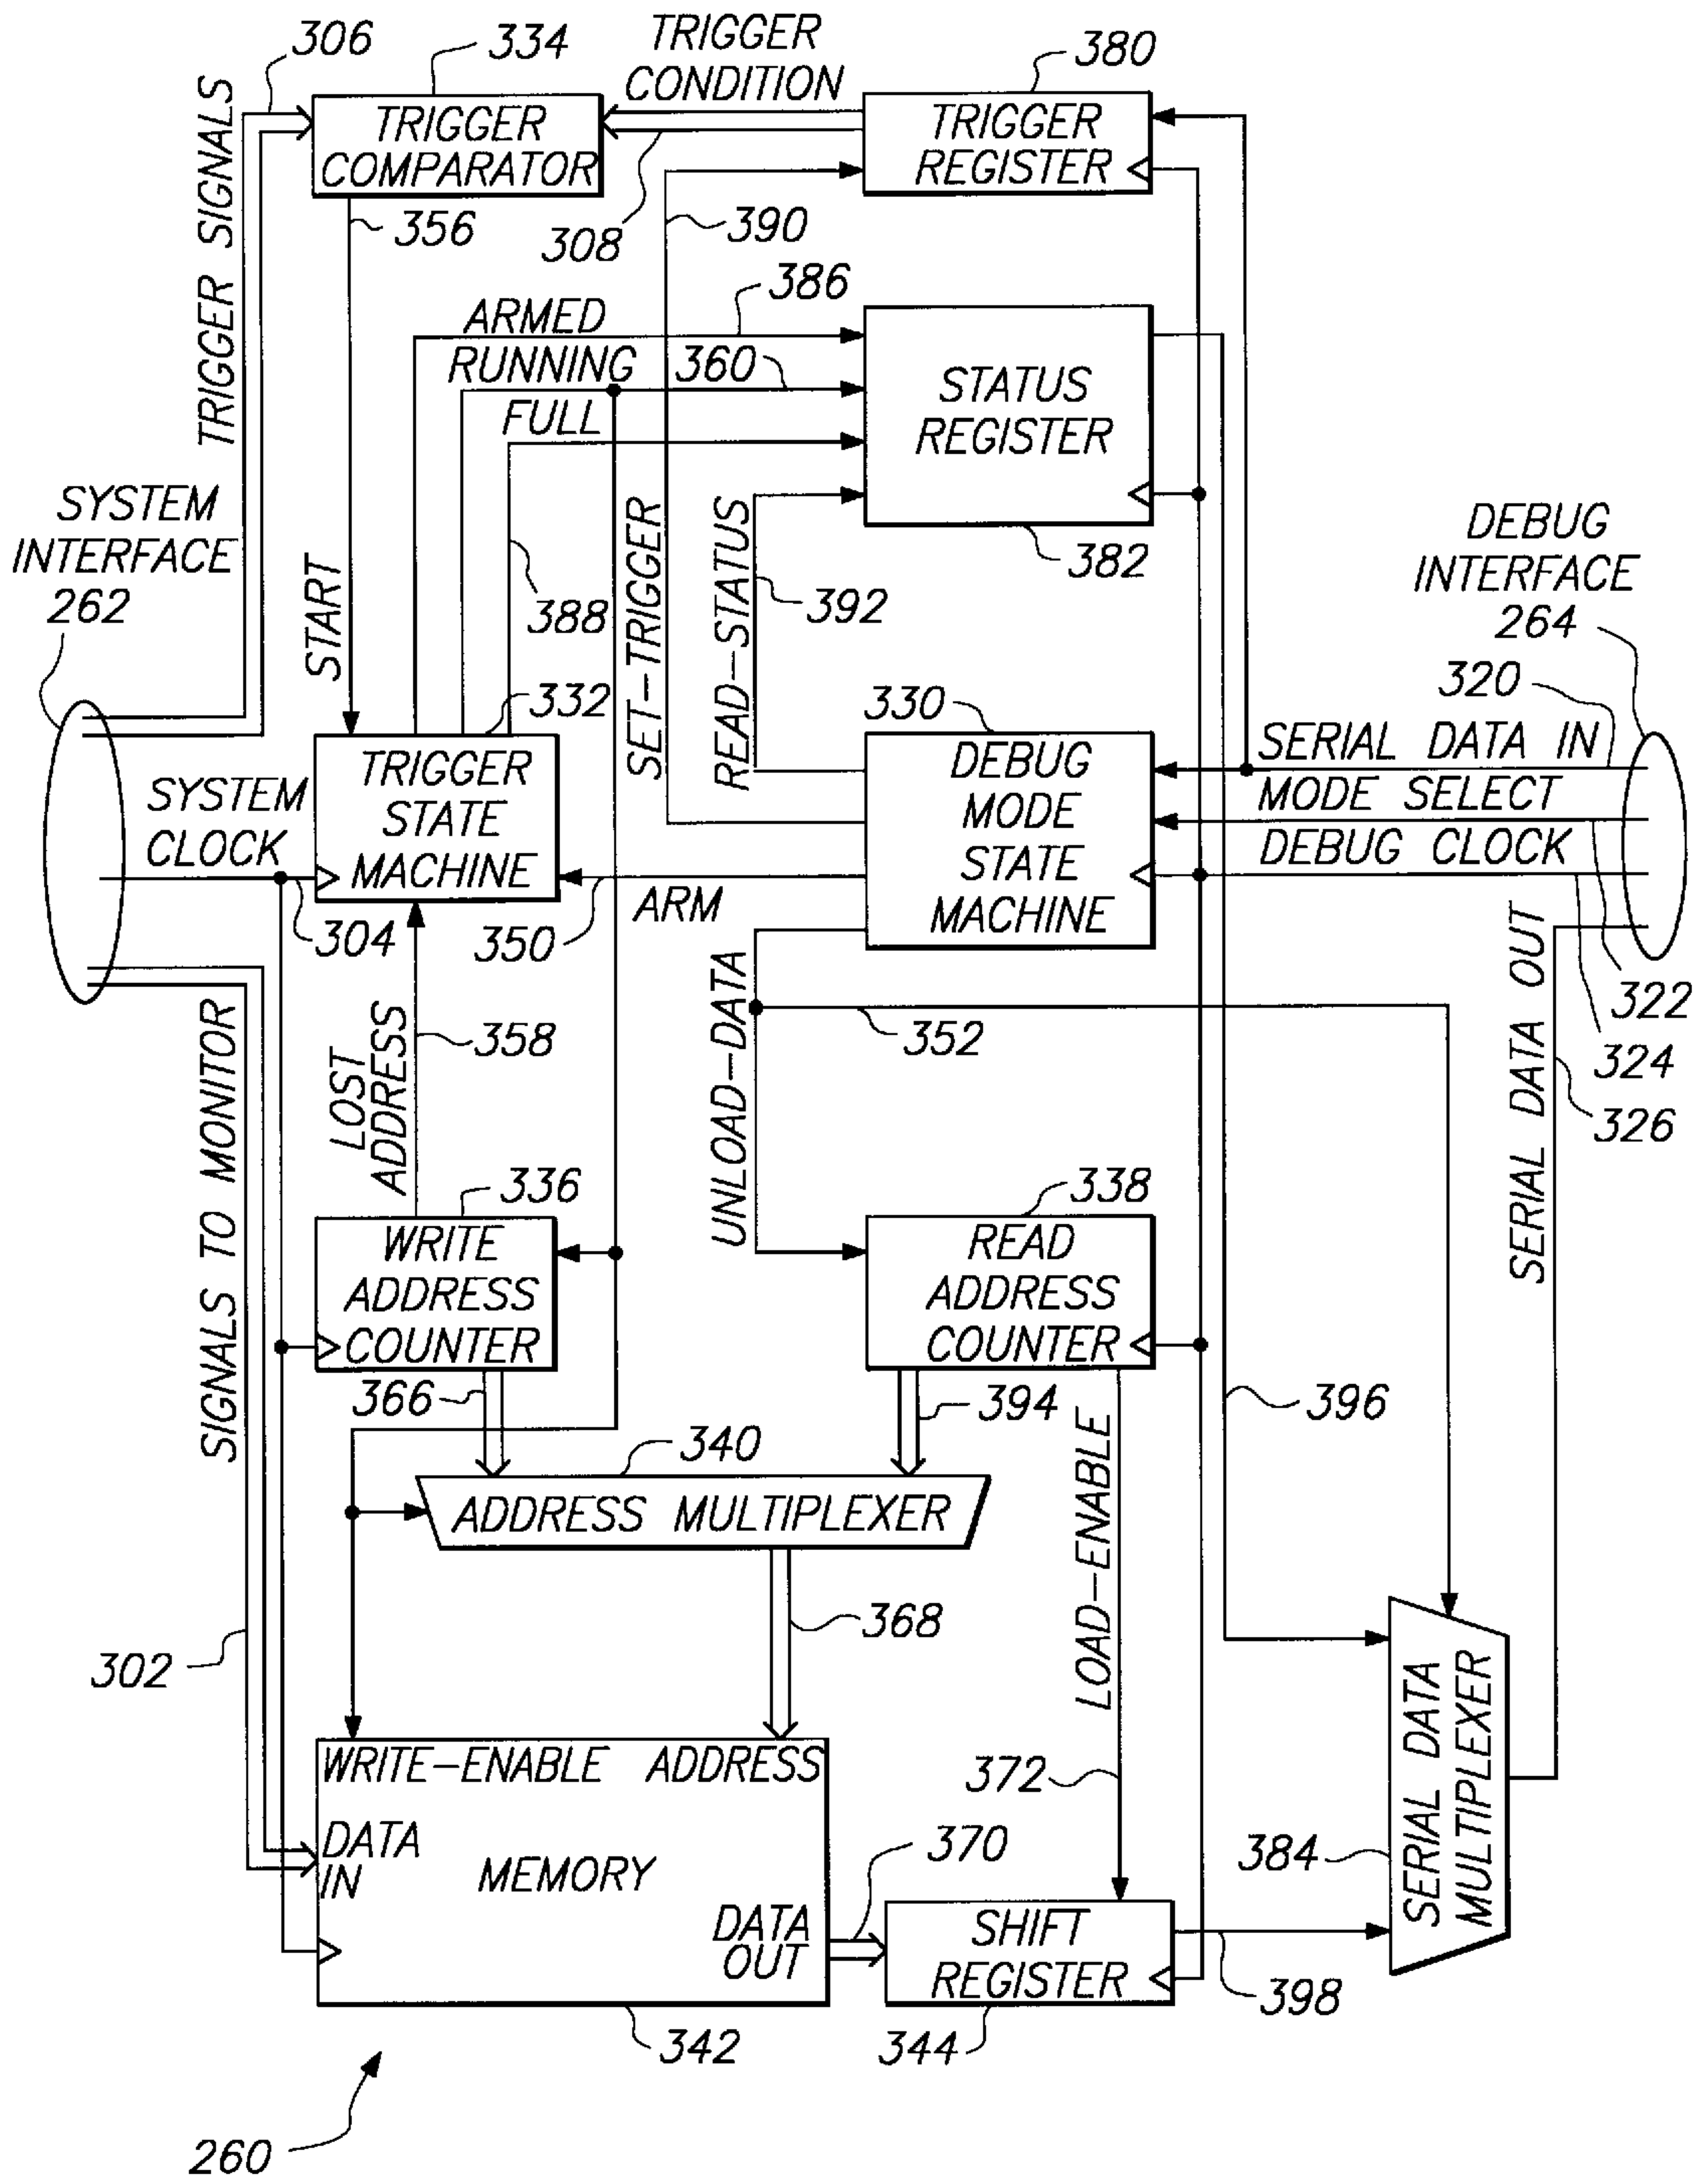 306
334
TRIGGER
CONDITION
380
TRIGGER SIGNALS
TRIGGER
COMPARATOR
TRIGGER
REGISTER
356
308
390
386
ARMED
RUNNING
360
FULL
STATUS
REGISTER
SYSTEM
INTERFACE
262
START
388
SET-TRIGGER
READ-STATUS
392
382
DEBUG
INTERFACE
264
320
332
330
SYSTEM
CLOCK
TRIGGER
STATE
MACHINE
DEBUG
MODE
STATE
MACHINE
SERIAL DATA IN
MODE SELECT
DEBUG CLOCK
304
350
ARM
322
324
326
SERIAL DATA OUT
SIGNALS TO MONITOR
LOST
ADDRESS
358
UNLOAD-DATA
352
336
338
WRITE
ADDRESS
COUNTER
READ
ADDRESS
COUNTER
366
394
396
340
ADDRESS MULTIPLEXER
LOAD-ENABLE
368
302
WRITE-ENABLE ADDRESS
DATA
IN
MEMORY
DATA
OUT
372
370
384
SERIAL DATA
MULTIPLEXER
SHIFT
REGISTER
398
342
344
260